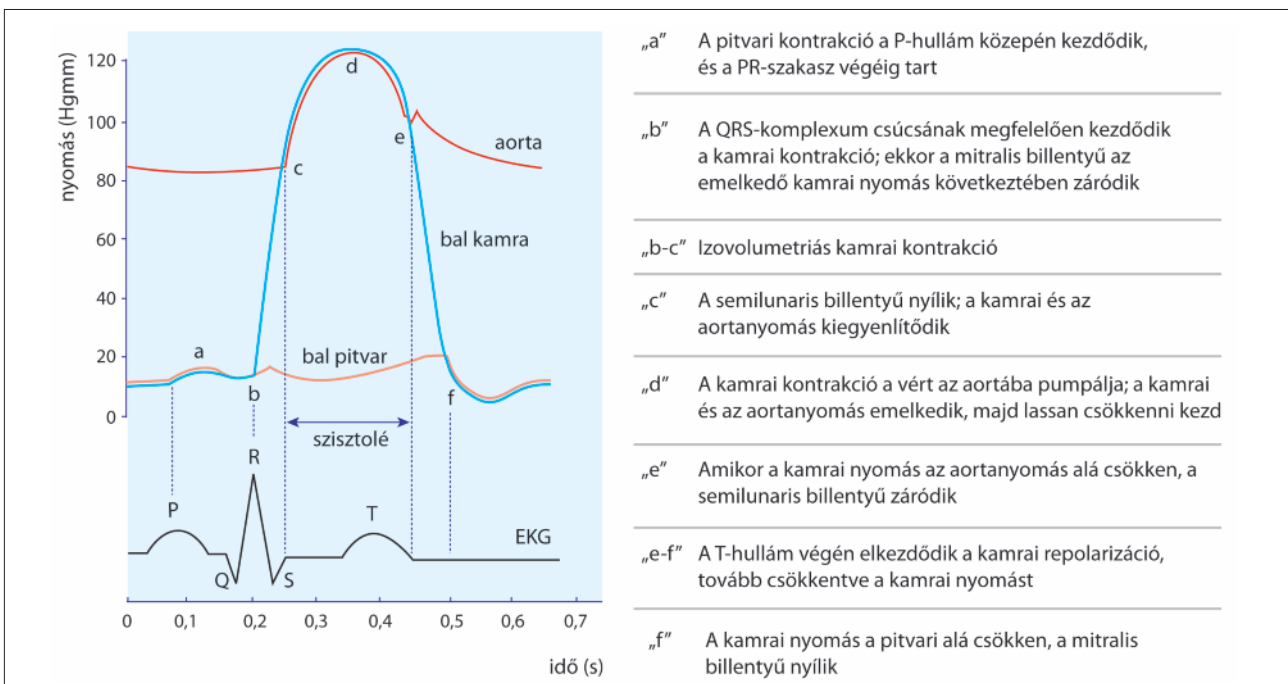 120
100
80
60
40
20
0
nyomás (Hgmm)
a
b
c
d
e
f
aorta
bal kamra
bal pitvar
szisztolé
P
Q
R
S
T
EKG
0
0,1
0,2
0,3
0,4
0,5
0,6
0,7
idő (s)
„a” A pitvari kontrakció a P-hullám közepén kezdődik,
és a PR-szakasz végéig tart
„b” A QRS-komplexum csúcsának megfelelően kezdődik
a kamrai kontrakció; ekkor a mitralis billentyű az
emelkedő kamrai nyomás következtében záródik
„b-c” Izovolumetriás kamrai kontrakció
„c” A semilunaris billentyű nyílik; a kamrai és az
aortanyomás kiegyenlítődik
„d” A kamrai kontrakció a vért az aortába pumpálja; a kamrai
és az aortanyomás emelkedik, majd lassan csökkenni kezd
„e” Amikor a kamrai nyomás az aortanyomás alá csökken, a
semilunaris billentyű záródik
„e-f” A T-hullám végén elkezdődik a kamrai repolarizáció,
tovább csökkentve a kamrai nyomást
„f” A kamrai nyomás a pitvari alá csökken, a mitralis
billentyű nyílik